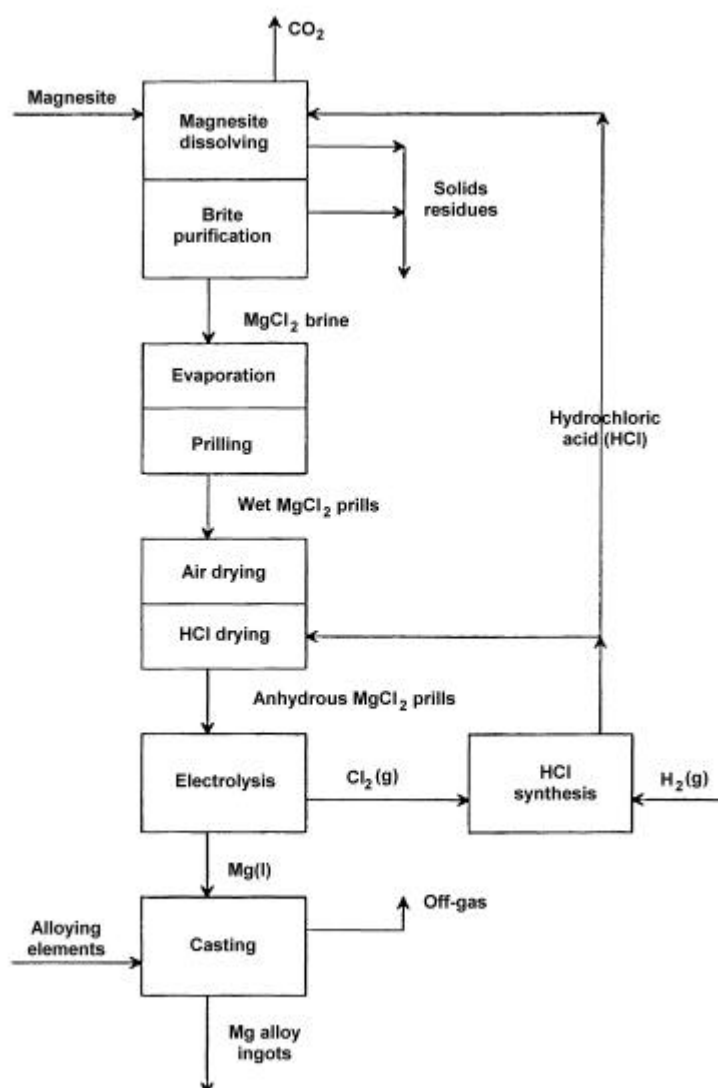 CO₂
Magnesite
Magnesite
dissolving
Solids
residues
Brite
purification
MgCl₂ brine
Evaporation
Prilling
Hydrochloric
acid (HCl)
Wet MgCl₂ prills
Air drying
HCl drying
Anhydrous MgCl₂ prills
Electrolysis
Cl₂(g)
HCl
synthesis
H₂(g)
Mg(l)
Off-gas
Alloying
elements
Casting
Mg alloy
ingots